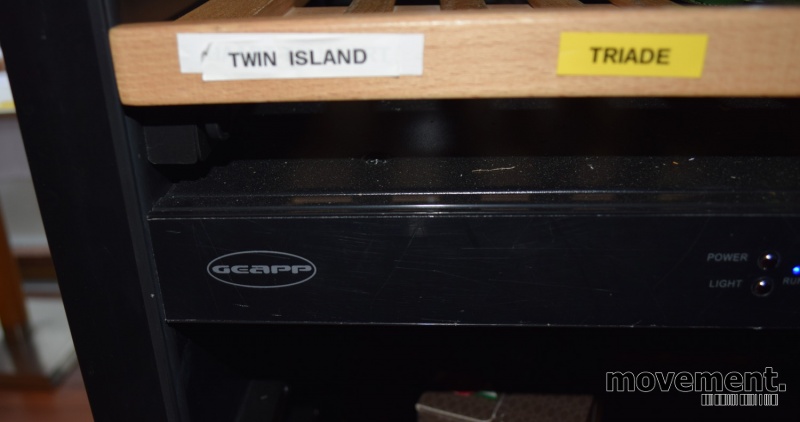 TWIN ISLAND
TRIADE
GEAPP
POWER
LIGHT
movement.